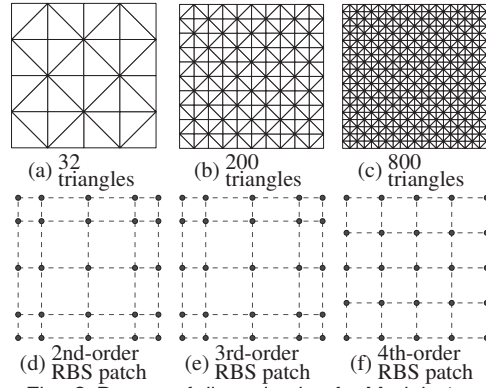 (a) 32 triangles
(b) 200 triangles
(c) 800 triangles
(d) 2nd-order RBS patch
(e) 3rd-order RBS patch
(f) 4th-order RBS patch